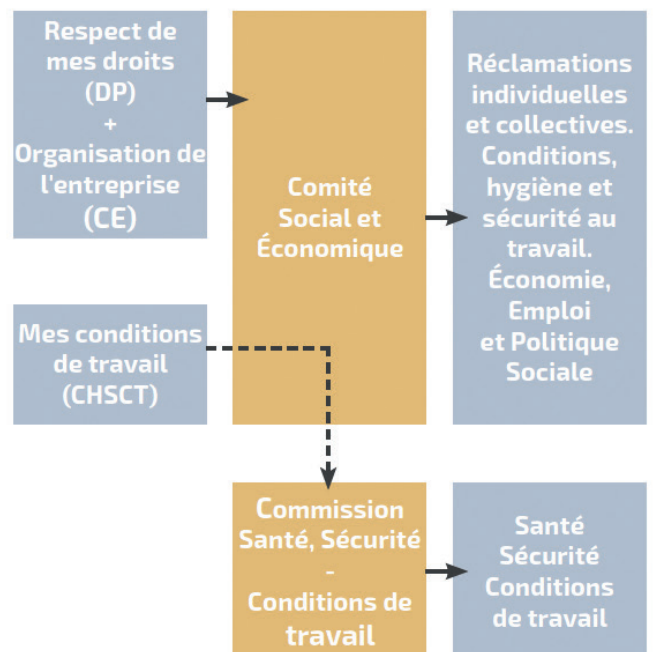 Respect de
mes droits
(DP)
+
Organisation de
l'entreprise
(CE)
Comité
Social et
Économique
Réclamations
individuelles
et collectives.
Conditions,
hygiène et
sécurité au
travail.
Économie,
Emploi
et Politique
Sociale
Mes conditions
de travail
(CHSCT)
Commission
Santé, Sécurité
-
Conditions de
travail
Santé
Sécurité
Conditions
de travail